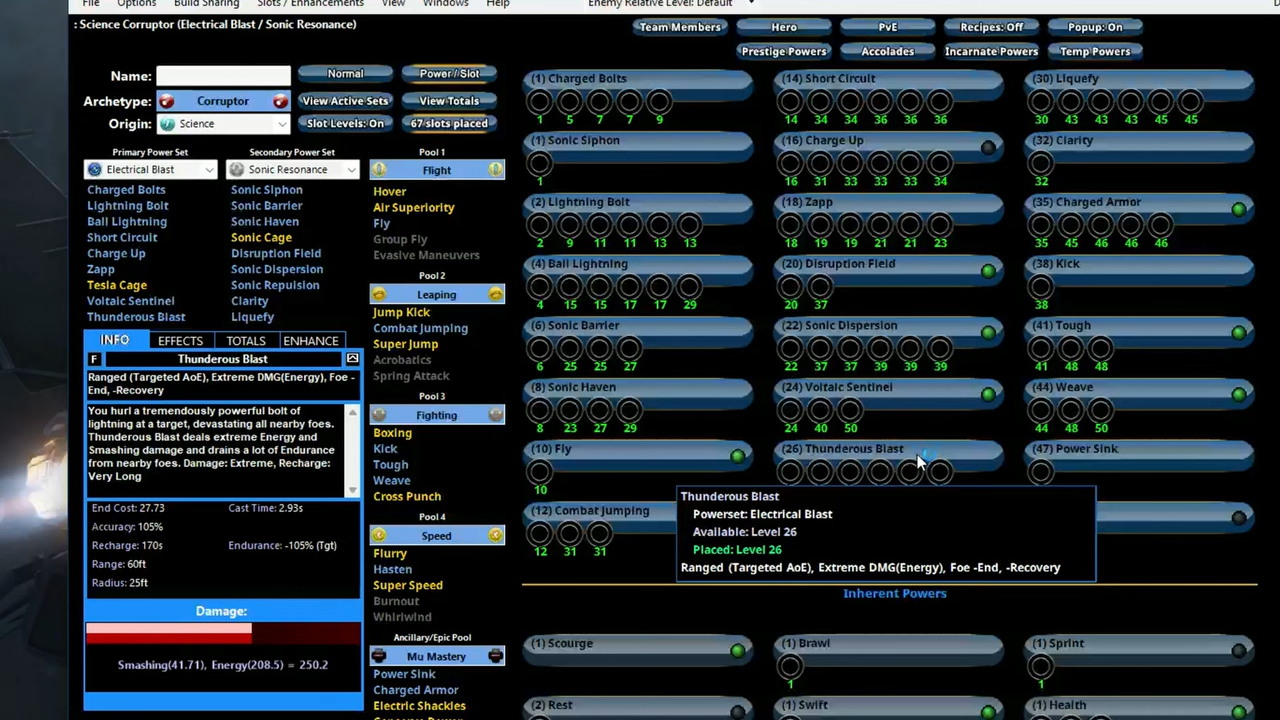 File Options Build Sharing Slots / Enhancements View Windows Help Enemy Relative Level: Default
: Science Corruptor (Electrical Blast / Sonic Resonance)
Team Members Hero PvE Recipes: Off Popup: On
Prestige Powers Accolades Incarnate Powers Temp Powers
Name: Normal Power / Slot
Archetype: Corruptor View Active Sets View Totals
Origin: Science Slot Levels: On 67 slots placed
Primary Power Set Secondary Power Set
Electrical Blast Sonic Resonance
Charged Bolts Sonic Siphon
Lightning Bolt Sonic Barrier
Ball Lightning Sonic Haven
Short Circuit Sonic Cage
Charge Up Disruption Field
Zapp Sonic Dispersion
Tesla Cage Sonic Repulsion
Voltaic Sentinel Clarity
Thunderous Blast Liquefy
INFO EFFECTS TOTALS ENHANCE
F Thunderous Blast
Ranged (Targeted AoE), Extreme DMG(Energy), Foe -
End, -Recovery
You hurl a tremendously powerful bolt of
lightning at a target, devastating all nearby foes.
Thunderous Blast deals extreme Energy and
Smashing damage and drains a lot of Endurance
from nearby foes. Damage: Extreme, Recharge:
Very Long
End Cost: 27.73 Cast Time: 2.93s
Accuracy: 105%
Recharge: 170s Endurance: -105% (Tgt)
Range: 60ft
Radius: 25ft
Damage:
Smashing(41.71), Energy(208.5) = 250.2
Pool 1
Flight
Hover
Air Superiority
Fly
Group Fly
Evasive Maneuvers
Pool 2
Leaping
Jump Kick
Combat Jumping
Super Jump
Acrobatics
Spring Attack
Pool 3
Fighting
Boxing
Kick
Tough
Weave
Cross Punch
Pool 4
Speed
Flurry
Hasten
Super Speed
Burnout
Whirlwind
Ancillary/Epic Pool
Mu Mastery
Power Sink
Charged Armor
Electric Shackles
(1) Charged Bolts
1 5 7 7 9
(1) Sonic Siphon
1
(2) Lightning Bolt
2 9 11 11 13 13
(4) Ball Lightning
4 15 15 17 17 29
(6) Sonic Barrier
6 25 25 27
(8) Sonic Haven
8 23 27 29
(10) Fly
10
(12) Combat Jumping
12 31 31
(14) Short Circuit
14 34 34 36 36 36
(16) Charge Up
16 31 33 33 33 34
(18) Zapp
18 19 19 21 21 23
(20) Disruption Field
20 37
(22) Sonic Dispersion
22 37 37 39 39 39
(24) Voltaic Sentinel
24 40 50
(26) Thunderous Blast
(30) Liquefy
30 43 43 43 45 45
(32) Clarity
32
(35) Charged Armor
35 45 46 46 46
(38) Kick
38
(41) Tough
41 48 48
(44) Weave
44 48 50
(47) Power Sink
Thunderous Blast
Powerset: Electrical Blast
Available: Level 26
Placed: Level 26
Ranged (Targeted AoE), Extreme DMG(Energy), Foe -End, -Recovery
Inherent Powers
(1) Scourge (1) Brawl (1) Sprint
1 1
(2) Rest (1) Swift (1) Health